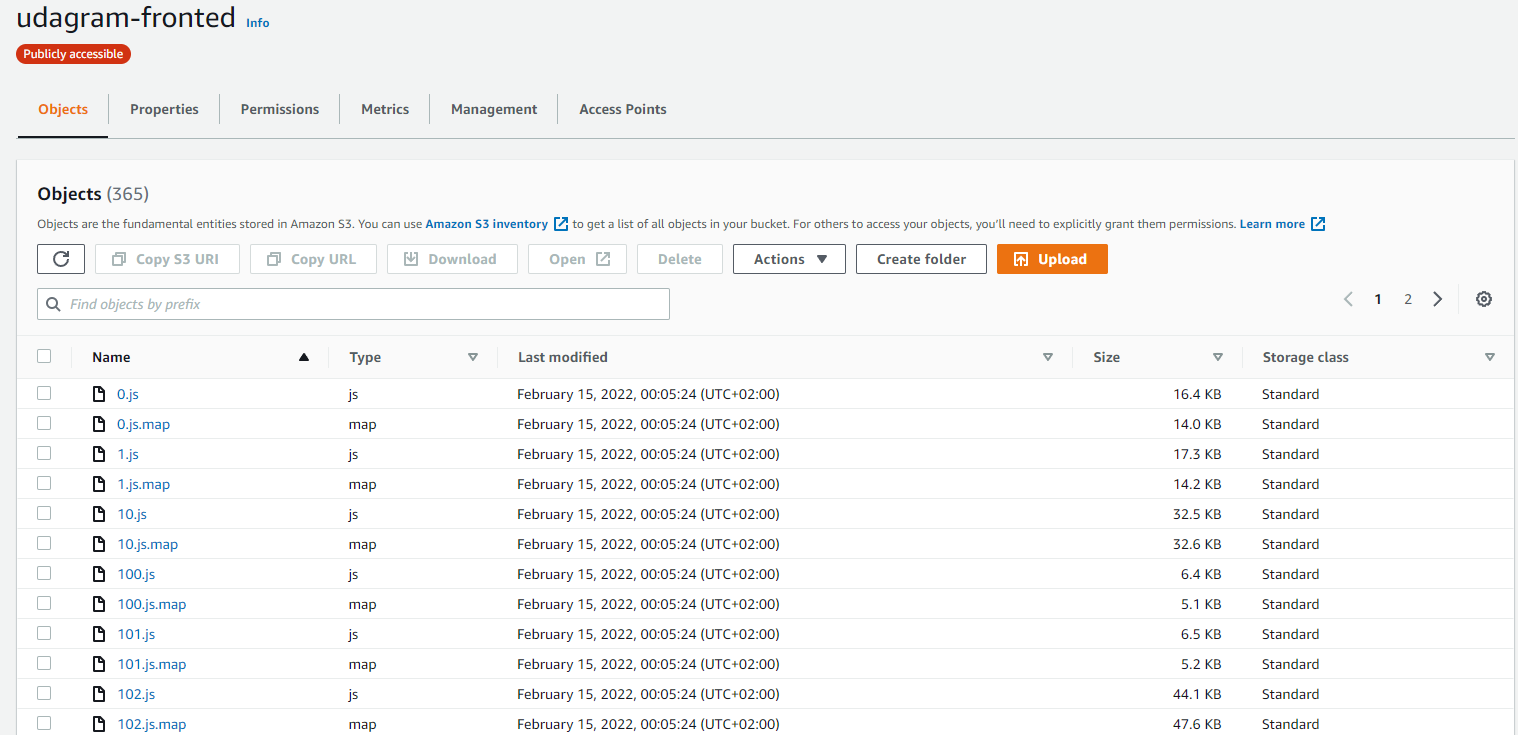 udagram-fronted Info
Publicly accessible
Objects Properties Permissions Metrics Management Access Points
Objects (365)
Objects are the fundamental entities stored in Amazon S3. You can use Amazon S3 inventory to get a list of all objects in your bucket. For others to access your objects, you'll need to explicitly grant them permissions. Learn more
Copy S3 URI Copy URL Download Open Delete Actions Create folder Upload
Find objects by prefix 1 2
Name Type Last modified Size Storage class
0.js js February 15, 2022, 00:05:24 (UTC+02:00) 16.4 KB Standard
0.js.map map February 15, 2022, 00:05:24 (UTC+02:00) 14.0 KB Standard
1.js js February 15, 2022, 00:05:24 (UTC+02:00) 17.3 KB Standard
1.js.map map February 15, 2022, 00:05:24 (UTC+02:00) 14.2 KB Standard
10.js js February 15, 2022, 00:05:24 (UTC+02:00) 32.5 KB Standard
10.js.map map February 15, 2022, 00:05:24 (UTC+02:00) 32.6 KB Standard
100.js js February 15, 2022, 00:05:24 (UTC+02:00) 6.4 KB Standard
100.js.map map February 15, 2022, 00:05:24 (UTC+02:00) 5.1 KB Standard
101.js js February 15, 2022, 00:05:24 (UTC+02:00) 6.5 KB Standard
101.js.map map February 15, 2022, 00:05:24 (UTC+02:00) 5.2 KB Standard
102.js js February 15, 2022, 00:05:24 (UTC+02:00) 44.1 KB Standard
102.js.map map February 15, 2022, 00:05:24 (UTC+02:00) 47.6 KB Standard